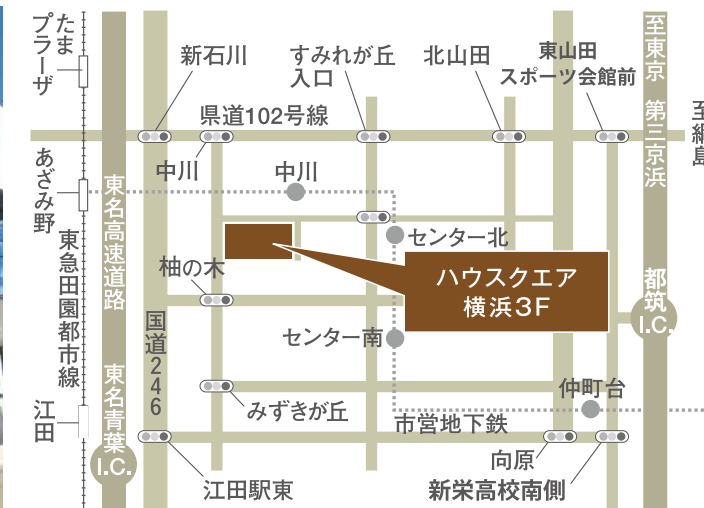 たま
プラーザ
新石川
すみれが丘
入口
北山田
東山田
スポーツ会館前
至東京
第三京浜
至綱島
県道102号線
中川
中川
あざみ野
東名高速道路
東急田園都市線
センター北
柚の木
ハウスクエア
横浜3F
都筑
I.C.
国道246
センター南
江田
東名青葉
I.C.
みずきが丘
仲町台
市営地下鉄
向原
江田駅東
新栄高校南側